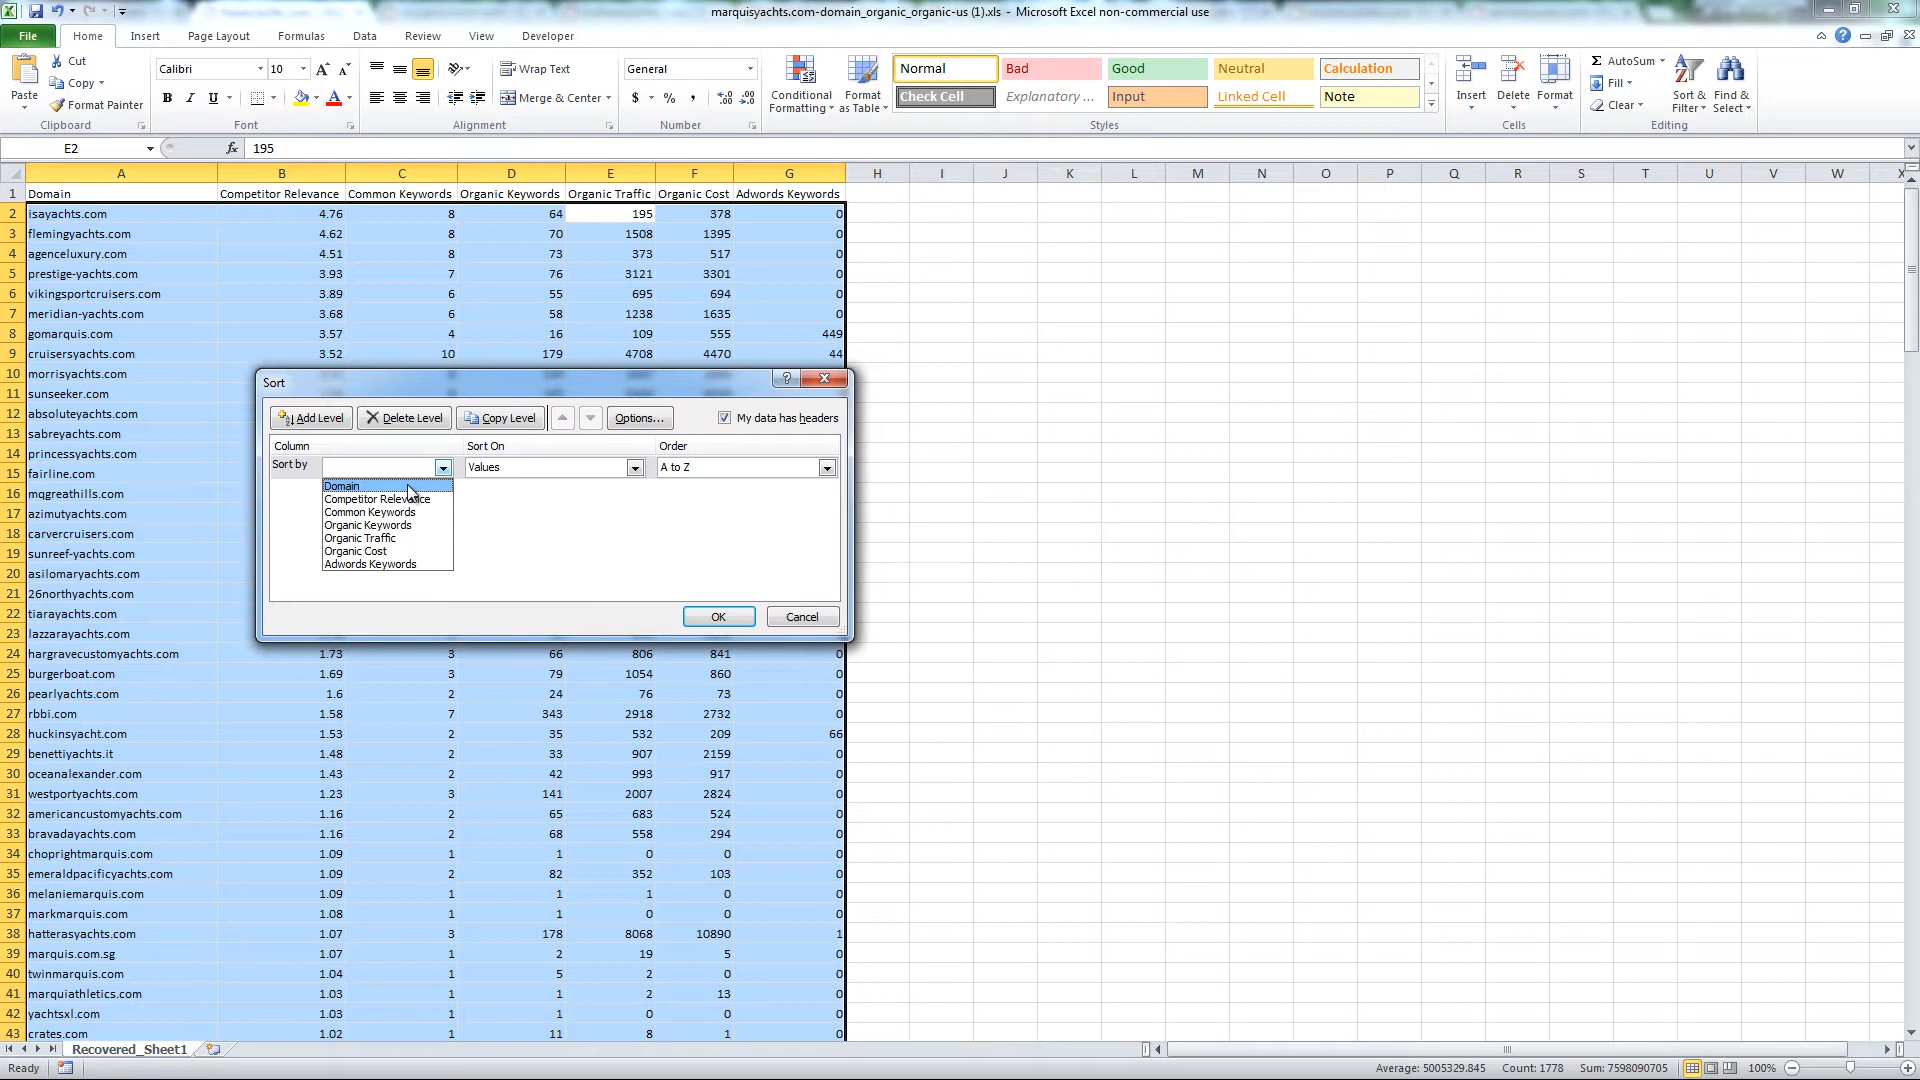 marquisyachts.com-domain_organic_organic-us (1).xls - Microsoft Excel non-commercial use
File Home Insert Page Layout Formulas Data Review View Developer
Paste
Cut
Copy
Format Painter
Clipboard
Calibri 10
B I U
Font
Wrap Text
Merge & Center
Alignment
General
$ % ,
Number
Conditional Formatting
Format as Table
Normal Bad Good Neutral Calculation
Check Cell Explanatory ... Input Linked Cell Note
Styles
Insert Delete Format
Cells
AutoSum
Fill
Clear
Sort & Filter
Find & Select
Editing
E2 fx 195
A B C D E F G H I J K L M N O P Q R S T U V W X
1 Domain Competitor Relevance Common Keywords Organic Keywords Organic Traffic Organic Cost Adwords Keywords
2 isayachts.com 4.76 8 64 195 378 0
3 flemingyachts.com 4.62 8 70 1508 1395 0
4 agenceluxury.com 4.51 8 73 373 517 0
5 prestige-yachts.com 3.93 7 76 3121 3301 0
6 vikingsportcruisers.com 3.89 6 55 695 694 0
7 meridian-yachts.com 3.68 6 58 1238 1635 0
8 gomarquis.com 3.57 4 16 109 555 449
9 cruisersyachts.com 3.52 10 179 4708 4470 44
10 morrisyachts.com
11 sunseeker.com
12 absoluteyachts.com
13 sabreyachts.com
14 princessyachts.com
15 fairline.com
16 mqgreathills.com
17 azimutyachts.com
18 carvercruisers.com
19 sunreef-yachts.com
20 asilomaryachts.com
21 26northyachts.com
22 tiarayachts.com
23 lazzarayachts.com
24 hargravecustomyachts.com 1.73 3 66 806 841 0
25 burgerboat.com 1.69 3 79 1054 860 0
26 pearlyachts.com 1.6 2 24 76 73 0
27 rbbi.com 1.58 7 343 2918 2732 0
28 huckinsyacht.com 1.53 2 35 532 209 66
29 benettiyachts.it 1.48 2 33 907 2159 0
30 oceanalexander.com 1.43 2 42 993 917 0
31 westportyachts.com 1.23 3 141 2007 2824 0
32 americancustomyachts.com 1.16 2 65 683 524 0
33 bravadayachts.com 1.16 2 68 558 294 0
34 choprightmarquis.com 1.09 1 1 0 0 0
35 emeraldpacificyachts.com 1.09 2 82 352 103 0
36 melaniemarquis.com 1.09 1 1 1 0 0
37 markmarquis.com 1.08 1 1 0 0 0
38 hatterasyachts.com 1.07 3 178 8068 10890 1
39 marquis.com.sg 1.07 1 2 19 5 0
40 twinmarquis.com 1.04 1 5 2 0 0
41 marquiathletics.com 1.03 1 1 2 13 0
42 yachtsxl.com 1.03 1 1 0 0 0
43 crates.com 1.02 1 11 8 1 0
Sort
Add Level Delete Level Copy Level Options... My data has headers
Column Sort On Order
Sort by Values A to Z
Domain
Competitor Relevance
Common Keywords
Organic Keywords
Organic Traffic
Organic Cost
Adwords Keywords
OK Cancel
Recovered_Sheet1
Ready Average: 5005329.845 Count: 1778 Sum: 7598090705 100%